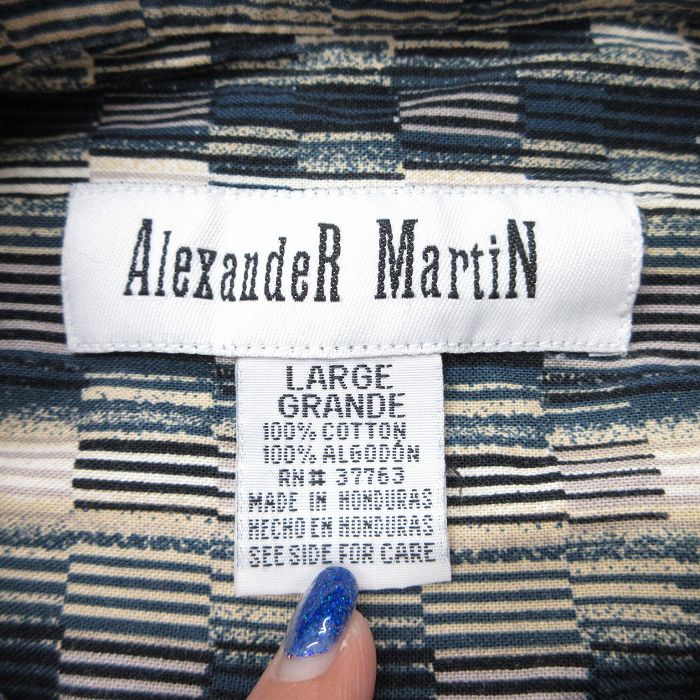 AlexandeR MartiN
LARGE
GRANDE
100% COTTON
100% ALGODÓN
RN# 37763
MADE IN HONDURAS
HECHO EN HONDURAS
SEE SIDE FOR CARE